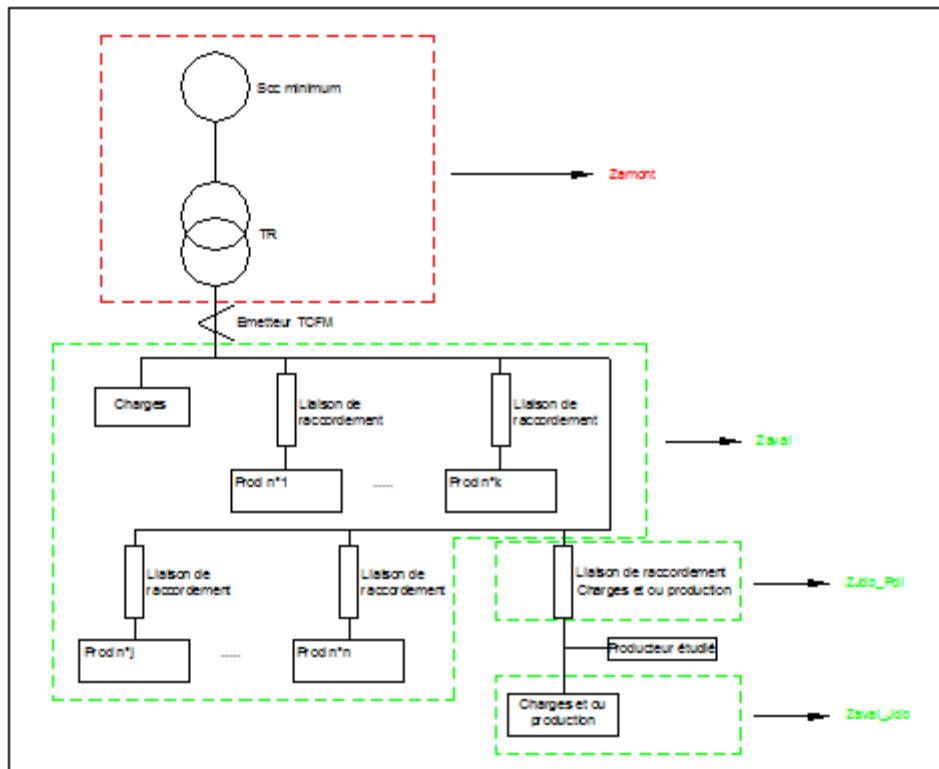 Scc minimum
Zamont
TR
Emetteur TCFM
Charges
Liaison de
raccordement
Liaison de
raccordement
Zaval
Prod n°1
......
Prod n°k
Liaison de
raccordement
Liaison de
raccordement
Liaison de raccordement
Charges et ou production
Prod n°j
......
Prod n°n
Producteur étudié
Charges et ou
production
Zaval_Jdb